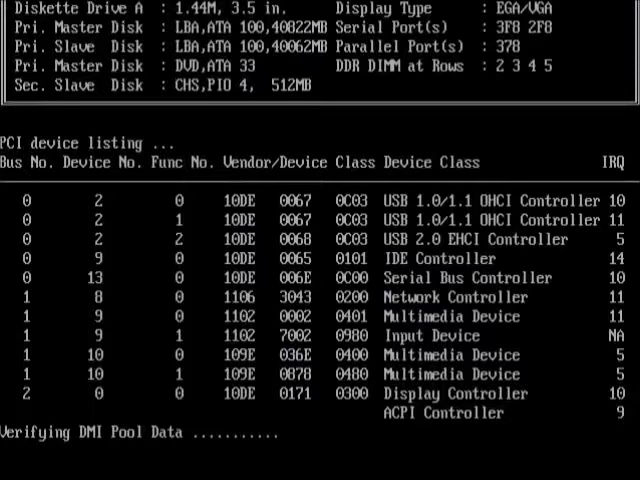 Diskette Drive A : 1.44M, 3.5 in. Display Type : EGA/VGA
Pri. Master Disk : LBA,ATA 100,40822MB Serial Port(s) : 3F8 2F8
Pri. Slave Disk : LBA,ATA 100,40062MB Parallel Port(s) : 378
Pri. Master Disk : DVD,ATA 33 DDR DIMM at Rows : 2 3 4 5
Sec. Slave Disk : CHS,PIO 4, 512MB
PCI device listing ...
Bus No. Device No. Func No. Vendor/Device Class Device Class IRQ
0 2 0 10DE 0067 0C03 USB 1.0/1.1 OHCI Controller 10
0 2 1 10DE 0067 0C03 USB 1.0/1.1 OHCI Controller 11
0 2 2 10DE 0068 0C03 USB 2.0 EHCI Controller 5
0 9 0 10DE 0065 0101 IDE Controller 14
0 13 0 10DE 006E 0C00 Serial Bus Controller 10
1 8 0 1106 3043 0200 Network Controller 11
1 9 0 1102 0002 0401 Multimedia Device 11
1 9 1 1102 7002 0980 Input Device NA
1 10 0 109E 036E 0400 Multimedia Device 5
1 10 1 109E 0878 0480 Multimedia Device 5
2 0 0 10DE 0171 0300 Display Controller 10
ACPI Controller 9
Verifying DMI Pool Data ...........